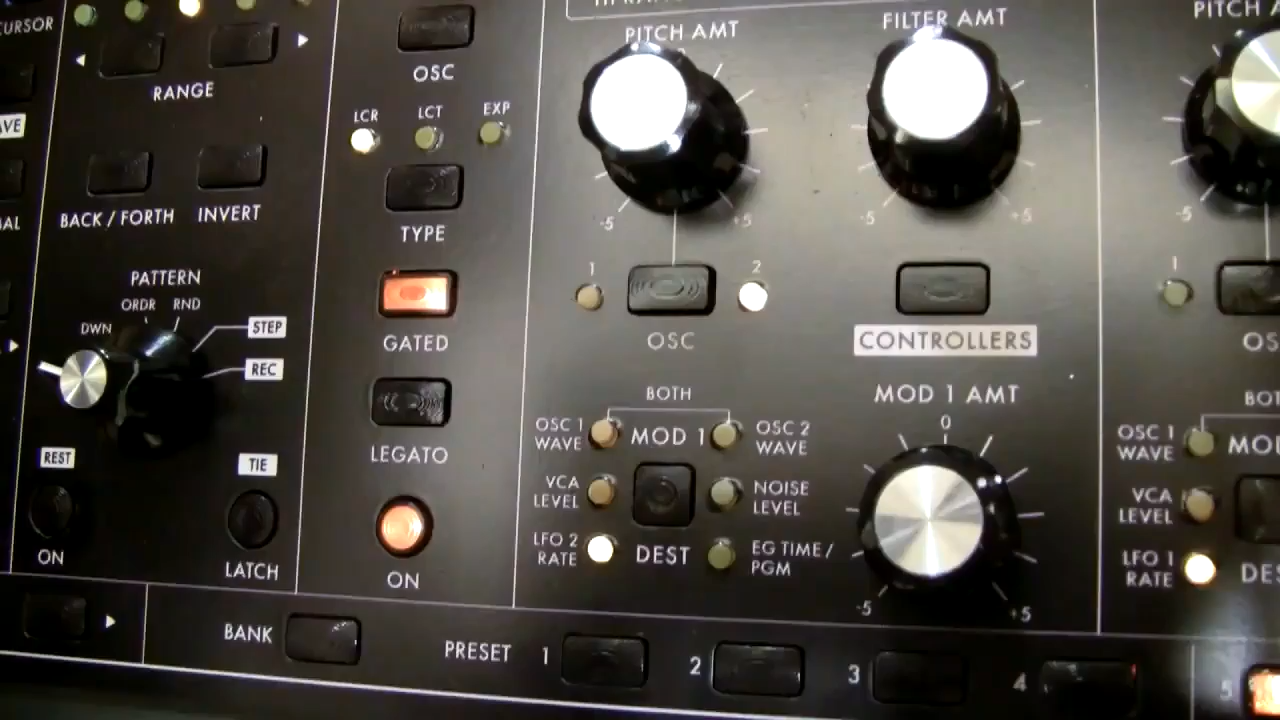 CURSOR
RANGE
BACK / FORTH
INVERT
PATTERN
ORDR
RND
DWN
STEP
REC
REST
TIE
ON
LATCH
OSC
LCR
LCT
EXP
TYPE
GATED
LEGATO
ON
PITCH AMT
-5
+5
1
2
OSC
FILTER AMT
-5
+5
CONTROLLERS
BOTH
OSC 1
WAVE
MOD 1
OSC 2
WAVE
VCA
LEVEL
NOISE
LEVEL
LFO 2
RATE
DEST
EG TIME /
PGM
MOD 1 AMT
0
-5
+5
PITCH A
-5
1
OS
BOT
OSC 1
WAVE
MO
VCA
LEVEL
LFO 1
RATE
DES
BANK
PRESET
1
2
3
4
5